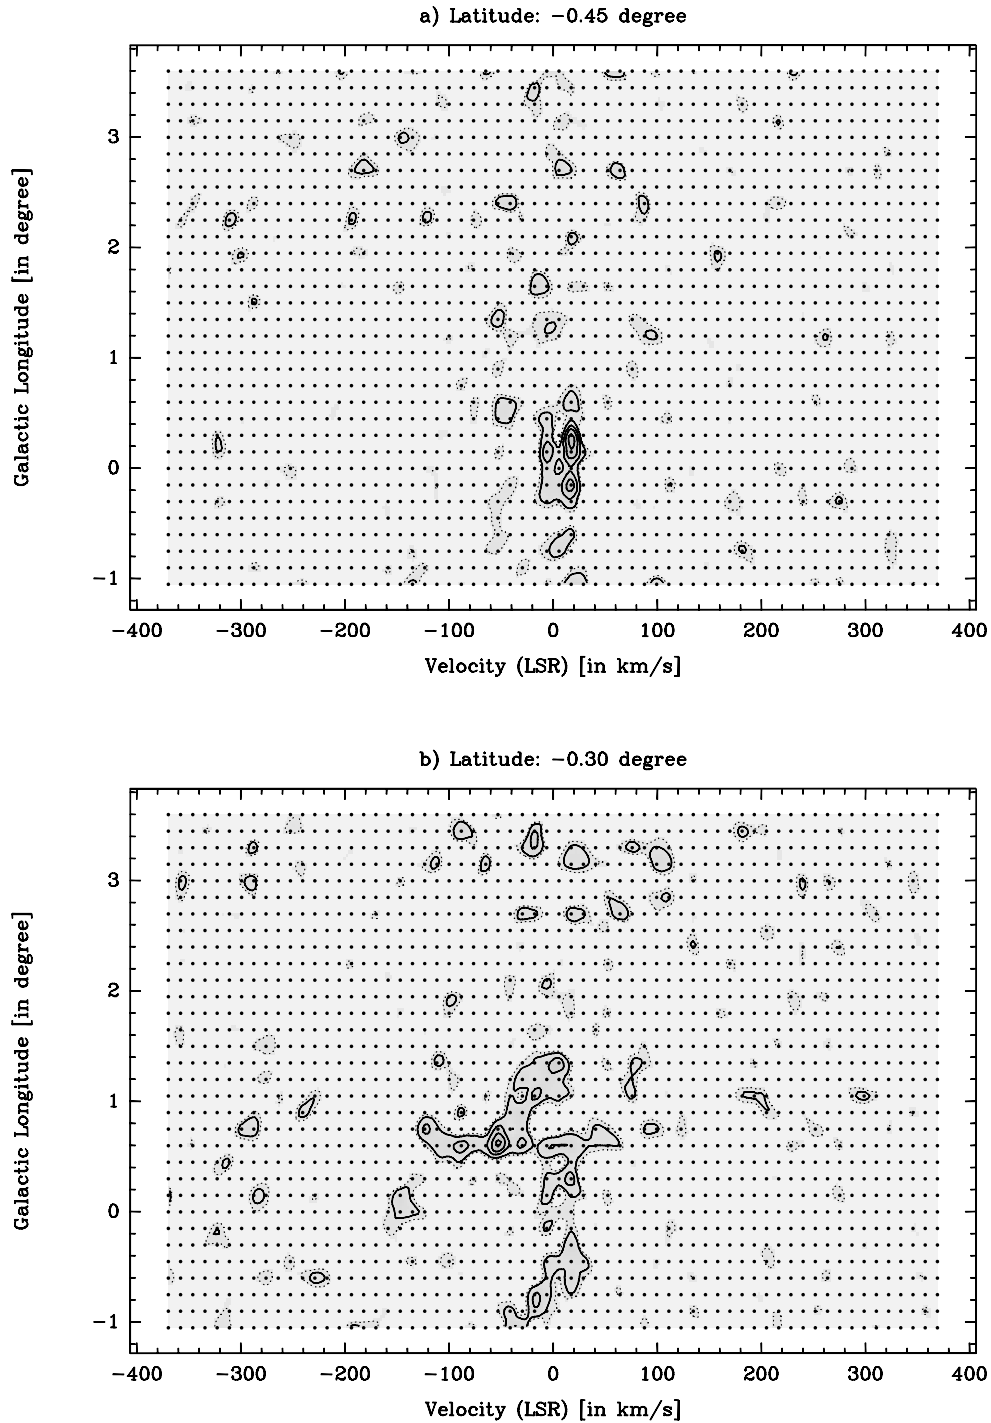 a) Latitude: −0.45 degree
Galactic Longitude [in degree]
3
2
1
0
−1
−400 −300 −200 −100 0 100 200 300 400
Velocity (LSR) [in km/s]
b) Latitude: −0.30 degree
Galactic Longitude [in degree]
3
2
1
0
−1
−400 −300 −200 −100 0 100 200 300 400
Velocity (LSR) [in km/s]